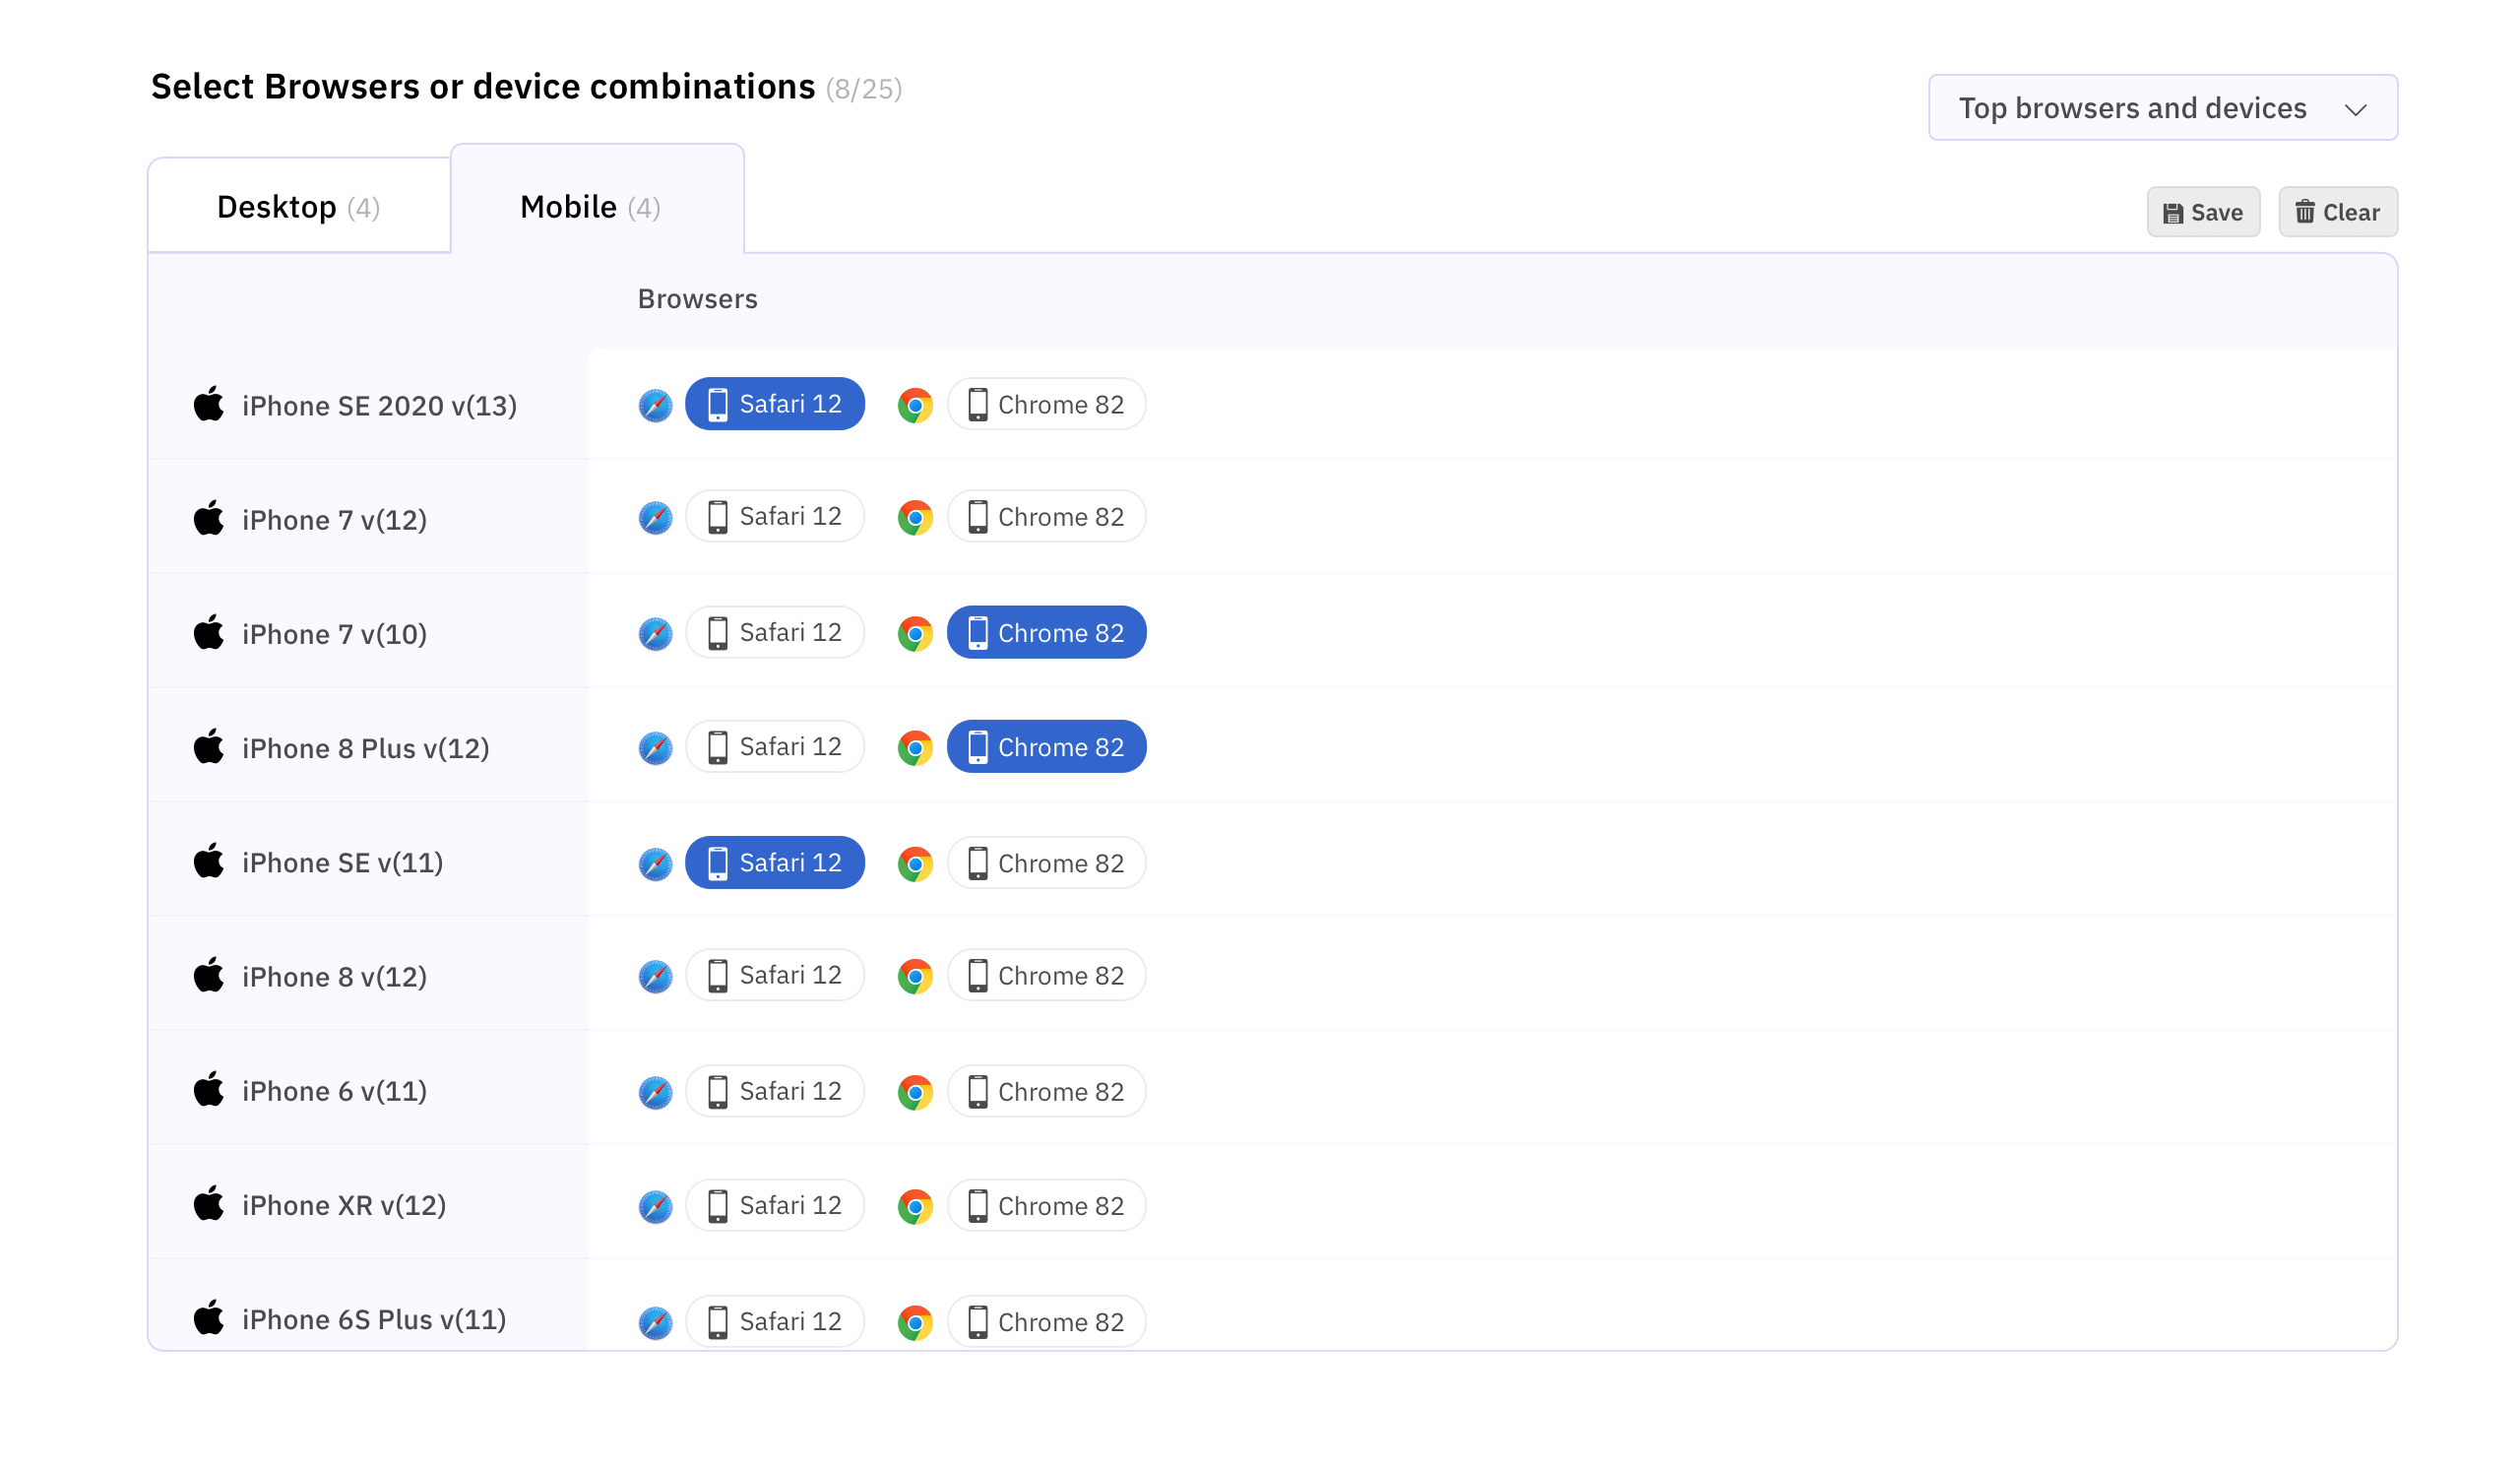 Select Browsers or device combinations (8/25)
Top browsers and devices
Desktop (4)
Mobile (4)
Save
Clear
Browsers
iPhone SE 2020 v(13) Safari 12 Chrome 82
iPhone 7 v(12) Safari 12 Chrome 82
iPhone 7 v(10) Safari 12 Chrome 82
iPhone 8 Plus v(12) Safari 12 Chrome 82
iPhone SE v(11) Safari 12 Chrome 82
iPhone 8 v(12) Safari 12 Chrome 82
iPhone 6 v(11) Safari 12 Chrome 82
iPhone XR v(12) Safari 12 Chrome 82
iPhone 6S Plus v(11) Safari 12 Chrome 82